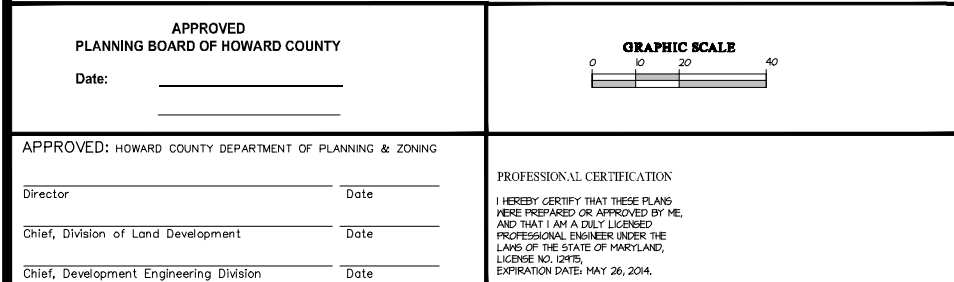 APPROVED
PLANNING BOARD OF HOWARD COUNTY
Date:
GRAPHIC SCALE
0 10 20 40
APPROVED: HOWARD COUNTY DEPARTMENT OF PLANNING & ZONING
Director Date
Chief, Division of Land Development Date
Chief, Development Engineering Division Date
PROFESSIONAL CERTIFICATION
I HEREBY CERTIFY THAT THESE PLANS
WERE PREPARED OR APPROVED BY ME,
AND THAT I AM A DULY LICENSED
PROFESSIONAL ENGINEER UNDER THE
LAWS OF THE STATE OF MARYLAND,
LICENSE NO. 12975,
EXPIRATION DATE: MAY 26, 2014.